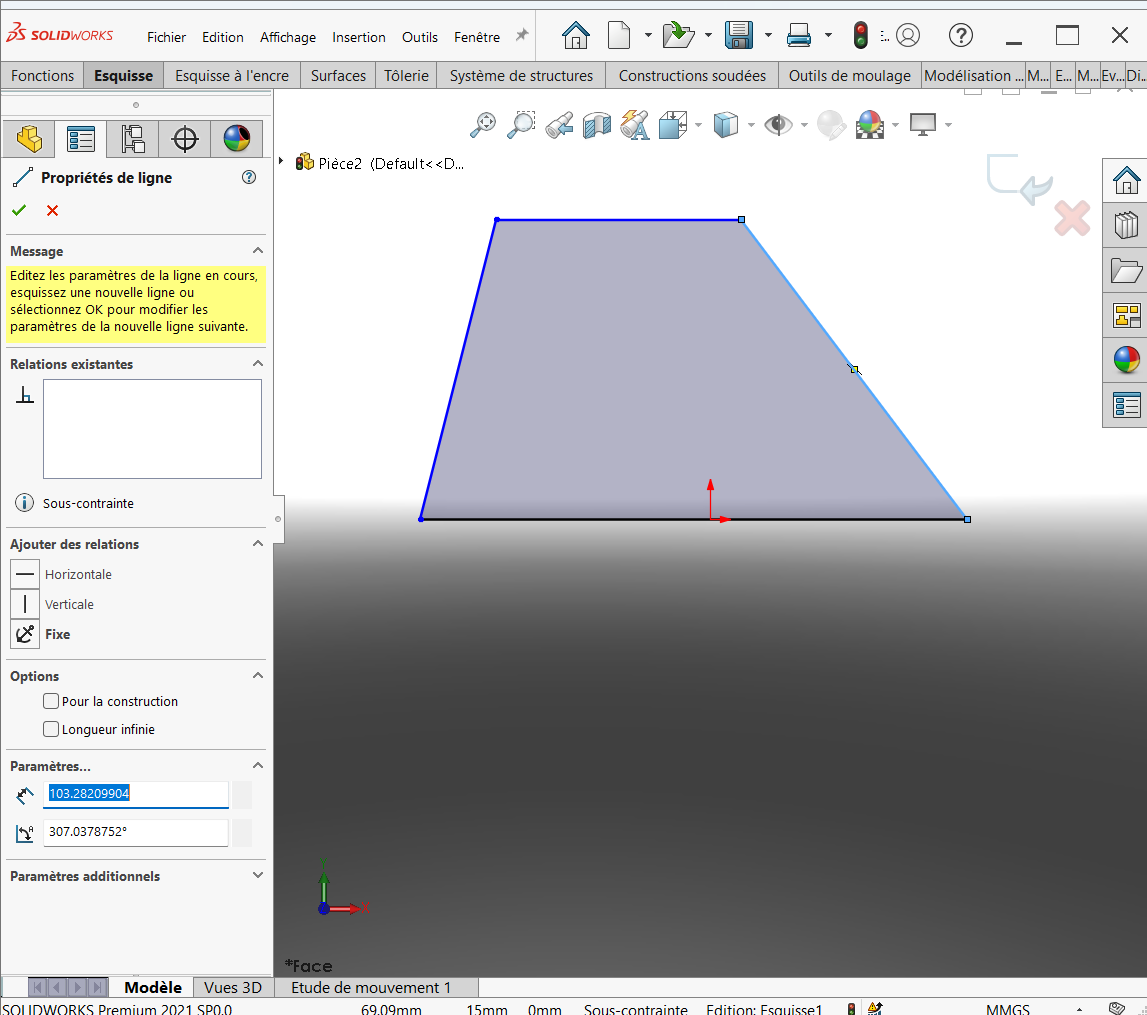 SOLIDWORKS
Fichier Edition Affichage Insertion Outils Fenêtre
Fonctions Esquisse Esquisse à l'encre Surfaces Tôlerie Système de structures Constructions soudées Outils de moulage Modélisation ... M... E... M... Ev... Di...
Pièce2 (Default<<D...
Propriétés de ligne
Message
Editez les paramètres de la ligne en cours,
esquissez une nouvelle ligne ou
sélectionnez OK pour modifier les
paramètres de la nouvelle ligne suivante.
Relations existantes
Sous-contrainte
Ajouter des relations
Horizontale
Verticale
Fixe
Options
Pour la construction
Longueur infinie
Paramètres...
103.28209904
307.0378752°
Paramètres additionnels
Y
X
*Face
Modèle Vues 3D Etude de mouvement 1
SOLIDWORKS Premium 2021 SP0.0 69.09mm 15mm 0mm Sous-contrainte Edition: Esquisse1 MMGS